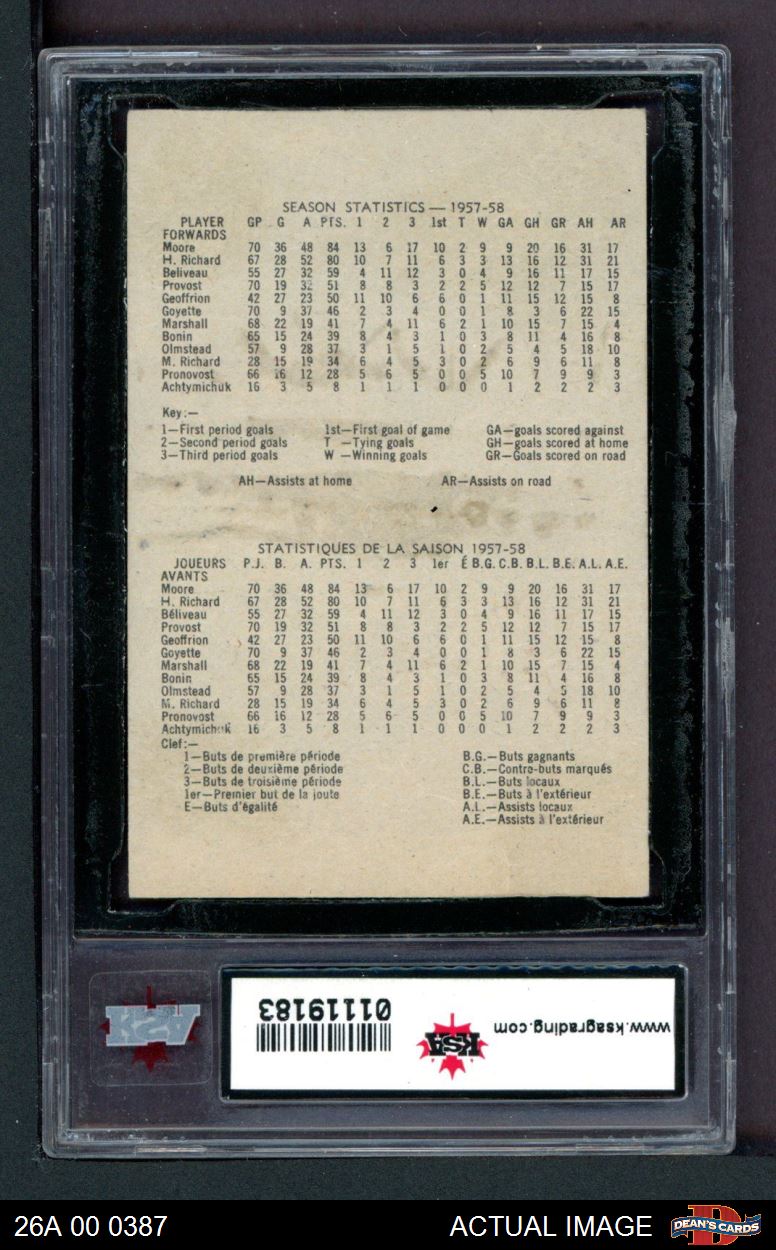 SEASON STATISTICS — 1957-58
PLAYER GP G A PTS. 1 2 3 1st T W GA GH GR AH AR
FORWARDS
Moore 70 36 48 84 13 6 17 10 2 9 9 20 16 31 17
H. Richard 67 28 52 80 10 7 11 6 3 3 13 16 12 31 21
Beliveau 55 27 32 59 4 11 12 3 0 4 9 16 11 17 15
Provost 70 19 32 51 8 8 3 2 2 5 12 12 7 15 17
Geoffrion 42 27 23 50 11 10 6 6 0 1 11 15 12 15 8
Goyette 70 9 37 46 2 3 4 0 0 1 8 3 6 22 15
Marshall 68 22 19 41 7 4 11 6 2 1 10 15 7 15 4
Bonin 65 15 24 39 8 4 3 1 0 3 8 11 4 16 8
Olmstead 57 9 28 37 3 1 5 1 0 2 5 4 5 18 10
M. Richard 28 15 19 34 6 4 5 3 0 2 6 9 6 11 8
Pronovost 66 16 12 28 5 6 5 0 0 5 10 7 9 9 3
Achtymichuk 16 3 5 8 1 1 1 0 0 0 1 2 2 2 3
Key:—
1—First period goals 1st—First goal of game GA—goals scored against
2—Second period goals T —Tying goals GH—goals scored at home
3—Third period goals W —Winning goals GR—Goals scored on road
AH—Assists at home AR—Assists on road
STATISTIQUES DE LA SAISON 1957-58
JOUEURS P.J. B. A. PTS. 1 2 3 1er É B.G. C.B. B.L. B.E. A.L. A.E.
AVANTS
Moore 70 36 48 84 13 6 17 10 2 9 9 20 16 31 17
H. Richard 67 28 52 80 10 7 11 6 3 3 13 16 12 31 21
Béliveau 55 27 32 59 4 11 12 3 0 4 9 16 11 17 15
Provost 70 19 32 51 8 8 3 2 2 5 12 12 7 15 17
Geoffrion 42 27 23 50 11 10 6 6 0 1 11 15 12 15 8
Goyette 70 9 37 46 2 3 4 0 0 1 8 3 6 22 15
Marshall 68 22 19 41 7 4 11 6 2 1 10 15 7 15 4
Bonin 65 15 24 39 8 4 3 1 0 3 8 11 4 16 8
Olmstead 57 9 28 37 3 1 5 1 0 2 5 4 5 18 10
M. Richard 28 15 19 34 6 4 5 3 0 2 6 9 6 11 8
Pronovost 66 16 12 28 5 6 5 0 0 5 10 7 9 9 3
Achtymichuk 16 3 5 8 1 1 1 0 0 0 1 2 2 2 3
Clef:—
1—Buts de première période B.G.—Buts gagnants
2—Buts de deuxième période C.B.—Contre-buts marqués
3—Buts de troisième période B.L.—Buts locaux
1er—Premier but de la joute B.E.—Buts à l'extérieur
E—Buts d'égalité A.L.—Assists locaux
A.E.—Assists à l'extérieur
KSA
01119183
KSA
www.ksagrading.com
26A 00 0387 ACTUAL IMAGE DEAN'S CARDS